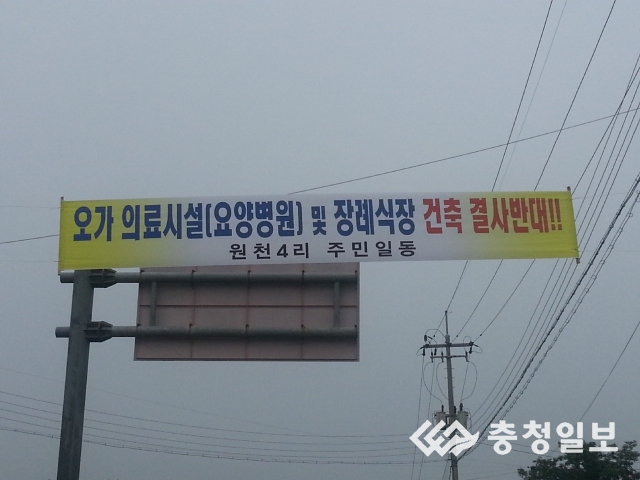 오가 의료시설(요양병원) 및 장례식장 건축 결사반대!!
원천4리 주민일동
충청일보